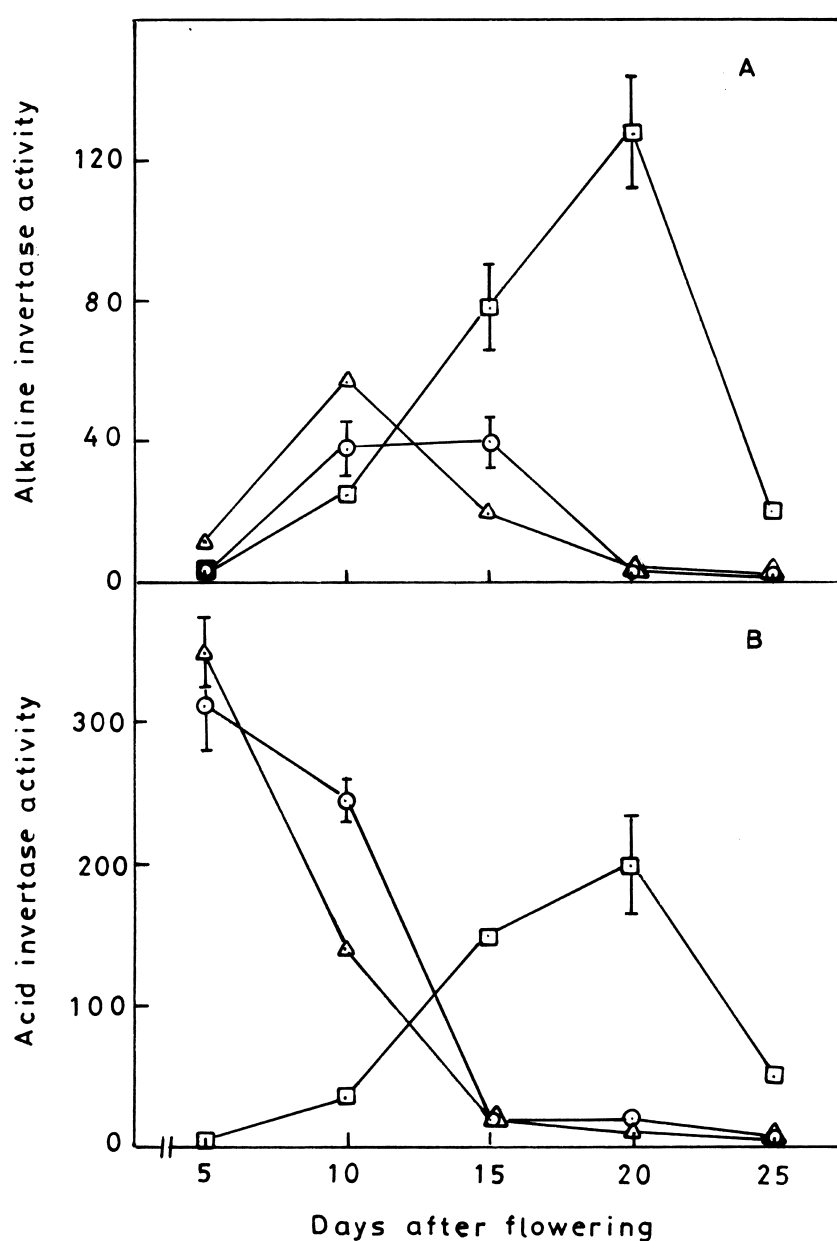 A
Alkaline invertase activity
120
80
40
0
B
Acid invertase activity
300
200
100
0
5 10 15 20 25
Days after flowering